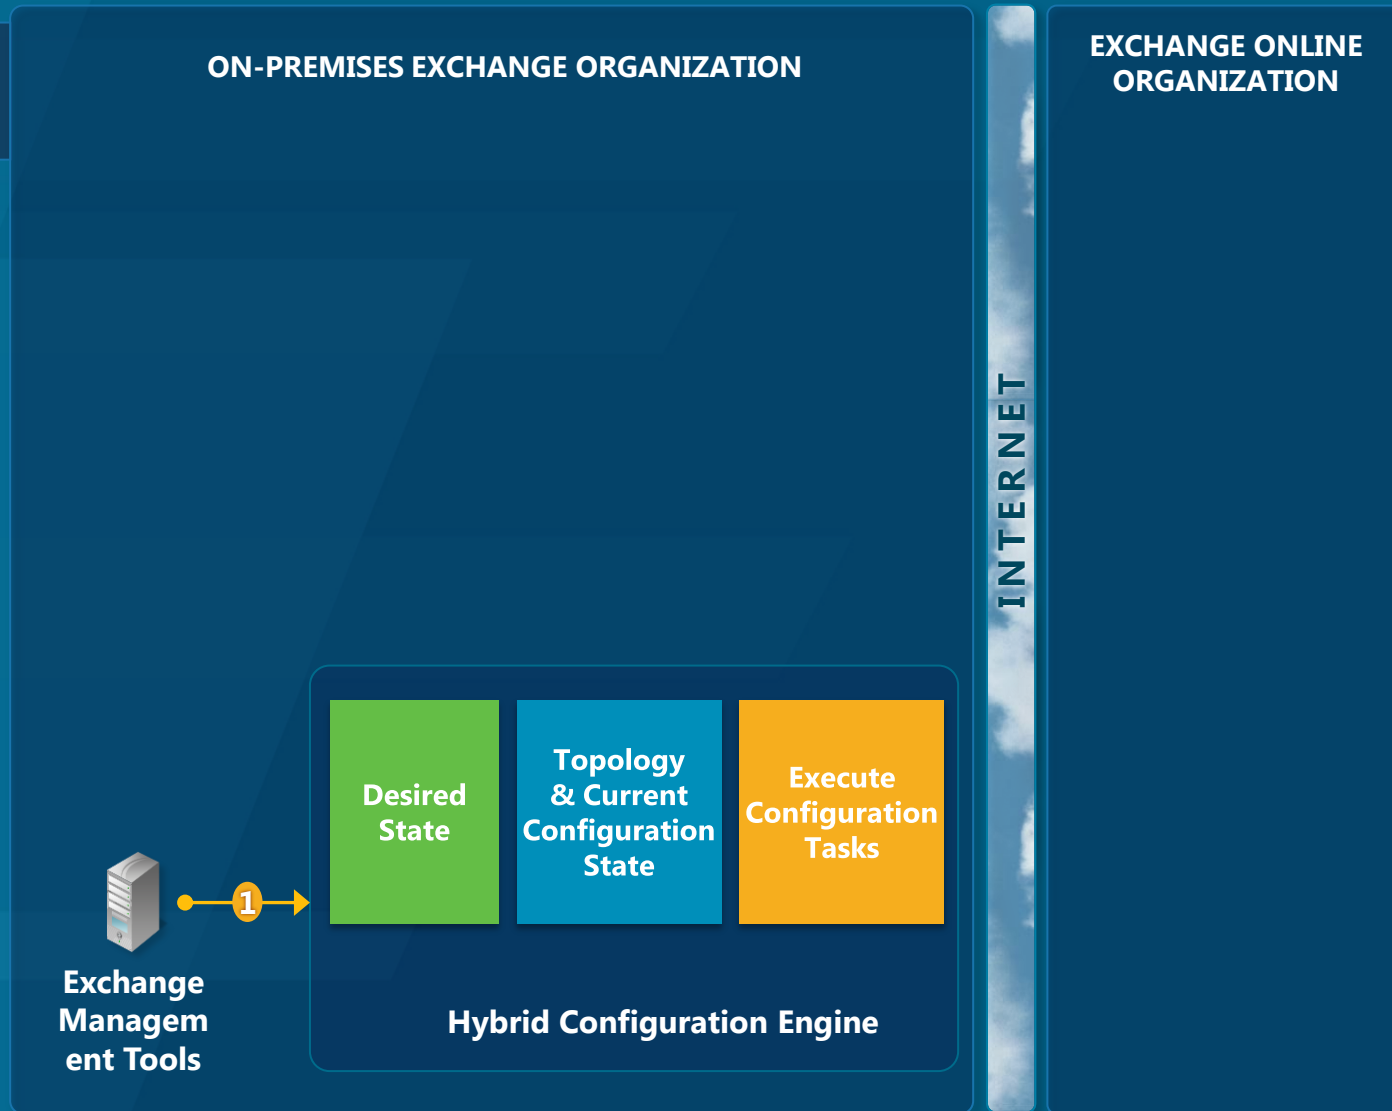 ON-PREMISES EXCHANGE ORGANIZATION
EXCHANGE ONLINE
ORGANIZATION
INTERNET
Desired
State
Topology
& Current
Configuration
State
Execute
Configuration
Tasks
1
Exchange
Managem
ent Tools
Hybrid Configuration Engine